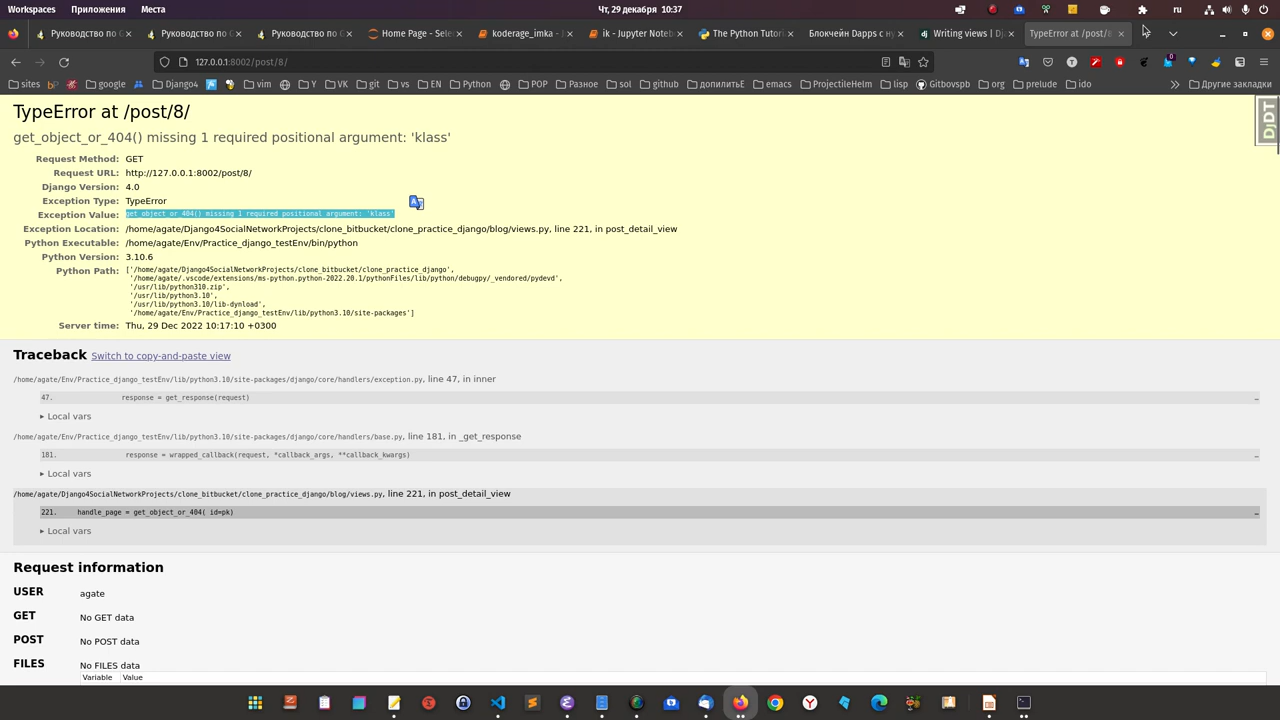 Workspaces Приложения Места Чт, 29 декабря 10:37 ru
Руководство по G Руководство по G Руководство по G Home Page - Sele koderage_imka - J ik - Jupyter Noteb The Python Tutori Блокчейн Dapps с ну Writing views | Dja TypeError at /post/8/
127.0.0.1:8002/post/8/
sites google Django4 vim Y VK git exist Python POP sol github допэлементы emacs ProjektHelm lisp Gitbovspb org prelude ido Другие закладки
TypeError at /post/8/
DJDT
get_object_or_404() missing 1 required positional argument: 'klass'
Request Method: GET
Request URL: http://127.0.0.1:8002/post/8/
Django Version: 4.0
Exception Type: TypeError
Exception Value: get_object_or_404() missing 1 required positional argument: 'klass'
Exception Location: /home/agate/Django4SocialNetworkProjects/clone_bitbucket/clone_practice_django/blog/views.py, line 221, in post_detail_view
Python Executable: /home/agate/Env/Practice_django_testEnv/bin/python
Python Version: 3.10.6
Python Path: ['/home/agate/Django4SocialNetworkProjects/clone_bitbucket/clone_practice_django',
'/home/agate/.vscode/extensions/ms-python.python-2022.20.1/pythonFiles/lib/python/debugpy/_vendored/pydevd',
'/usr/lib/python310.zip',
'/usr/lib/python3.10',
'/usr/lib/python3.10/lib-dynload',
'/home/agate/Env/Practice_django_testEnv/lib/python3.10/site-packages']
Server time: Thu, 29 Dec 2022 10:17:10 +0300
Traceback Switch to copy-and-paste view
/home/agate/Env/Practice_django_testEnv/lib/python3.10/site-packages/django/core/handlers/exception.py, line 47, in inner
47. response = get_response(request) …
▸ Local vars
/home/agate/Env/Practice_django_testEnv/lib/python3.10/site-packages/django/core/handlers/base.py, line 181, in _get_response
181. response = wrapped_callback(request, *callback_args, **callback_kwargs) …
▸ Local vars
/home/agate/Django4SocialNetworkProjects/clone_bitbucket/clone_practice_django/blog/views.py, line 221, in post_detail_view
221. handle_page = get_object_or_404( id=pk) …
▸ Local vars
Request information
USER agate
GET No GET data
POST No POST data
FILES No FILES data
Variable Value